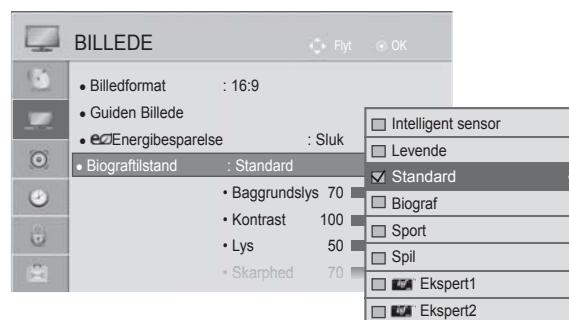 BILLEDE
Flyt
OK
• Billedformat : 16:9
• Guiden Billede
• eco Energibesparelse : Sluk
• Biograftilstand : Standard
• Baggrundslys 70
• Kontrast 100
• Lys 50
• Skarphed 70
Intelligent sensor
Levende
Standard
Biograf
Sport
Spil
Ekspert1
Ekspert2